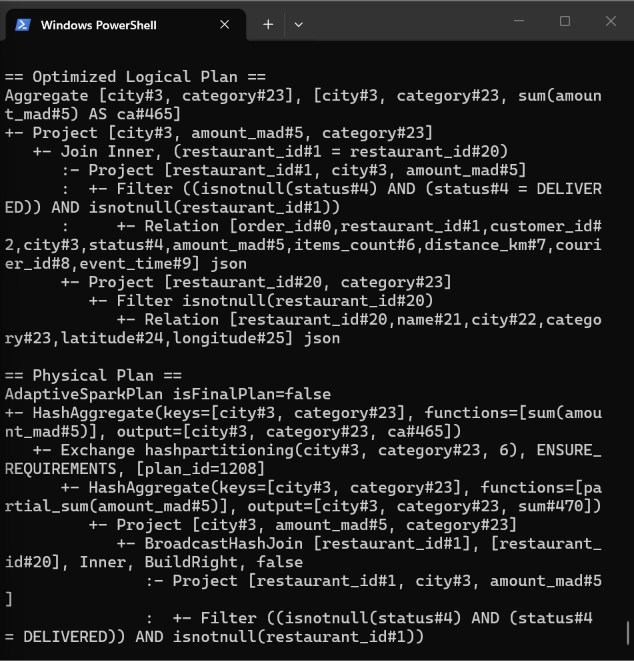 Windows PowerShell
== Optimized Logical Plan ==
Aggregate [city#3, category#23], [city#3, category#23, sum(amoun
t_mad#5) AS ca#465]
+- Project [city#3, amount_mad#5, category#23]
   +- Join Inner, (restaurant_id#1 = restaurant_id#20)
      :- Project [restaurant_id#1, city#3, amount_mad#5]
      :  +- Filter ((isnotnull(status#4) AND (status#4 = DELIVER
ED)) AND isnotnull(restaurant_id#1))
      :     +- Relation [order_id#0,restaurant_id#1,customer_id#
2,city#3,status#4,amount_mad#5,items_count#6,distance_km#7,couri
er_id#8,event_time#9] json
      +- Project [restaurant_id#20, category#23]
         +- Filter isnotnull(restaurant_id#20)
            +- Relation [restaurant_id#20,name#21,city#22,catego
ry#23,latitude#24,longitude#25] json
== Physical Plan ==
AdaptiveSparkPlan isFinalPlan=false
+- HashAggregate(keys=[city#3, category#23], functions=[sum(amou
nt_mad#5)], output=[city#3, category#23, ca#465])
   +- Exchange hashpartitioning(city#3, category#23, 6), ENSURE_
REQUIREMENTS, [plan_id=1208]
      +- HashAggregate(keys=[city#3, category#23], functions=[pa
rtial_sum(amount_mad#5)], output=[city#3, category#23, sum#470])
         +- Project [city#3, amount_mad#5, category#23]
            +- BroadcastHashJoin [restaurant_id#1], [restaurant_
id#20], Inner, BuildRight, false
               :- Project [restaurant_id#1, city#3, amount_mad#5
]
               :  +- Filter ((isnotnull(status#4) AND (status#4 
= DELIVERED)) AND isnotnull(restaurant_id#1))